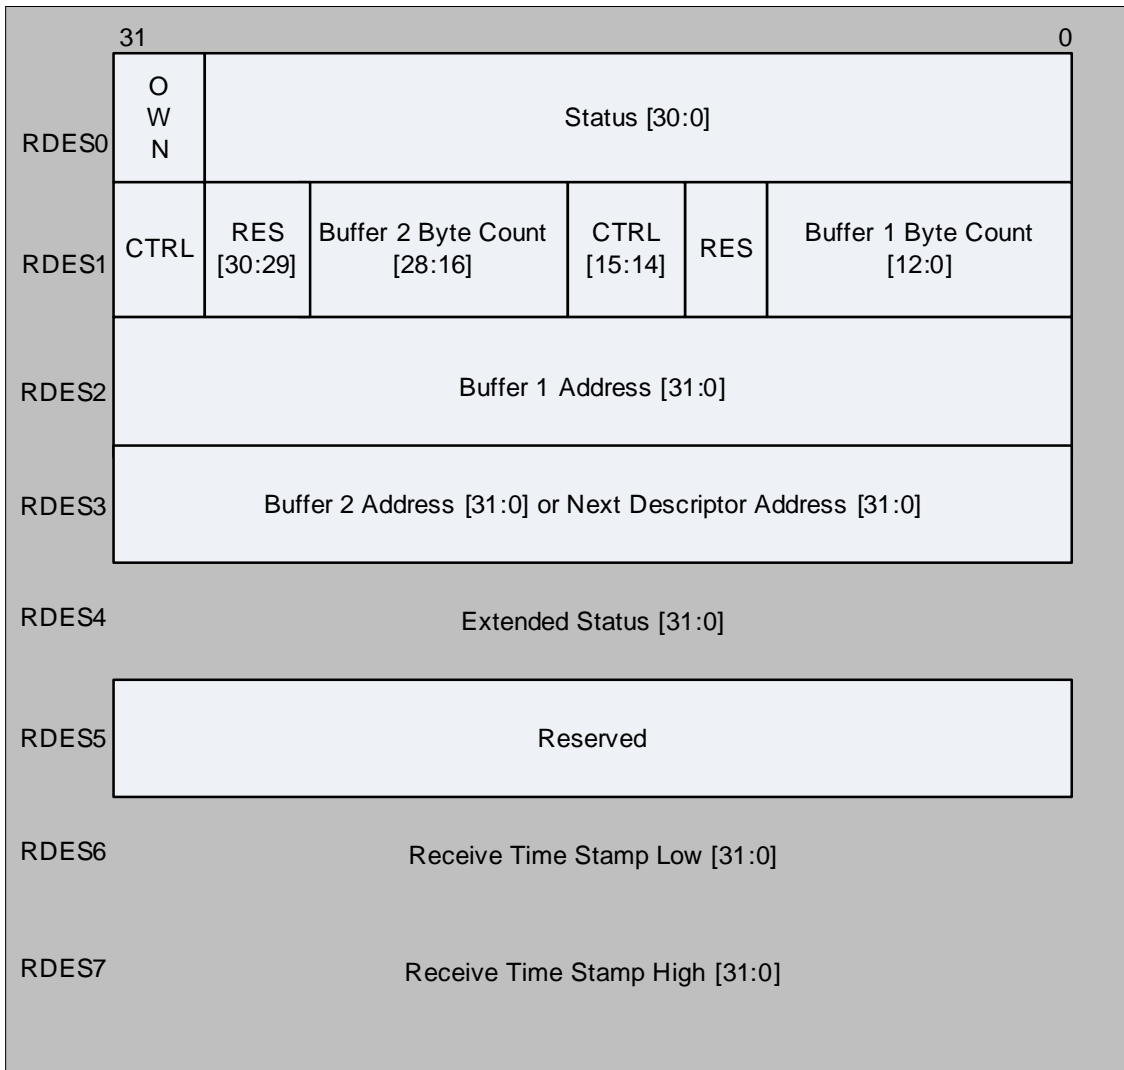 31 0
RDES0
O
W
N
Status [30:0]
RDES1
CTRL
RES
[30:29]
Buffer 2 Byte Count
[28:16]
CTRL
[15:14]
RES
Buffer 1 Byte Count
[12:0]
RDES2
Buffer 1 Address [31:0]
RDES3
Buffer 2 Address [31:0] or Next Descriptor Address [31:0]
RDES4
Extended Status [31:0]
RDES5
Reserved
RDES6
Receive Time Stamp Low [31:0]
RDES7
Receive Time Stamp High [31:0]